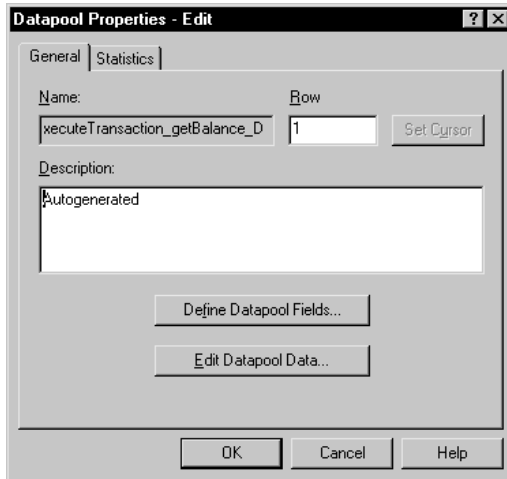 Datapool Properties - Edit
General Statistics
Name: Row
xecuteTransaction_getBalance_D 1 Set Cursor
Description:
Autogenerated
Define Datapool Fields...
Edit Datapool Data...
OK Cancel Help